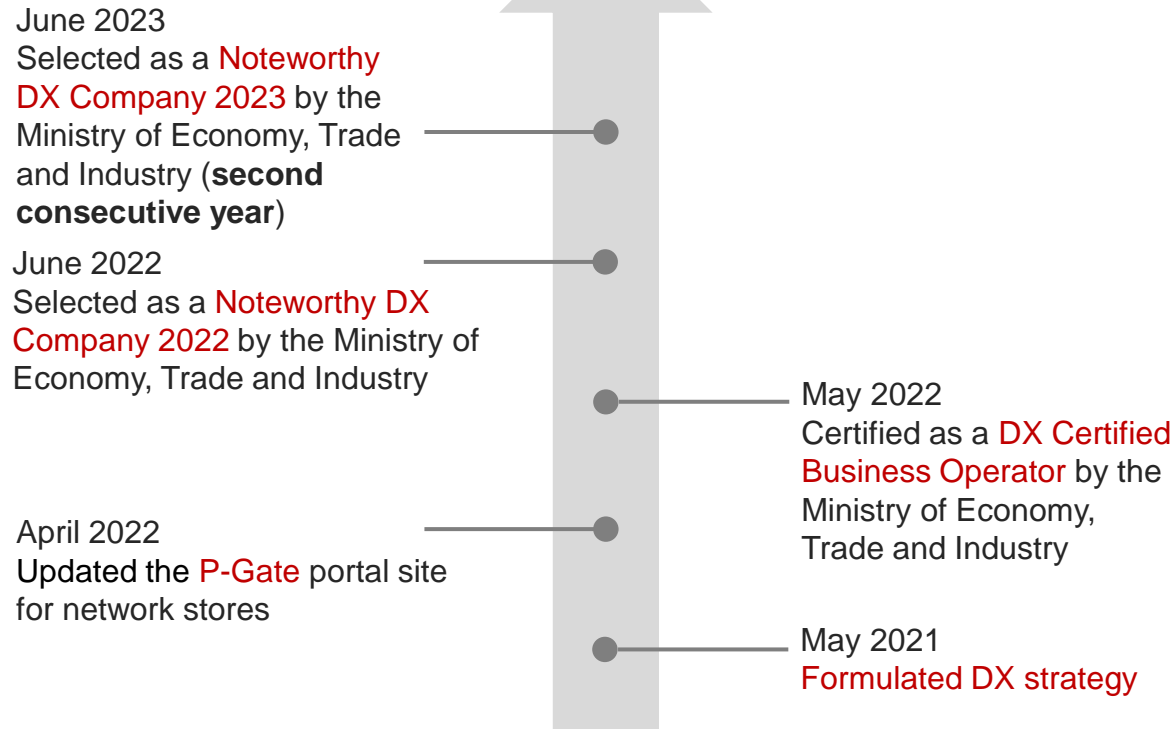 June 2023
Selected as a Noteworthy
DX Company 2023 by the
Ministry of Economy, Trade
and Industry (second
consecutive year)
June 2022
Selected as a Noteworthy DX
Company 2022 by the Ministry of
Economy, Trade and Industry
May 2022
Certified as a DX Certified
Business Operator by the
Ministry of Economy,
Trade and Industry
April 2022
Updated the P-Gate portal site
for network stores
May 2021
Formulated DX strategy